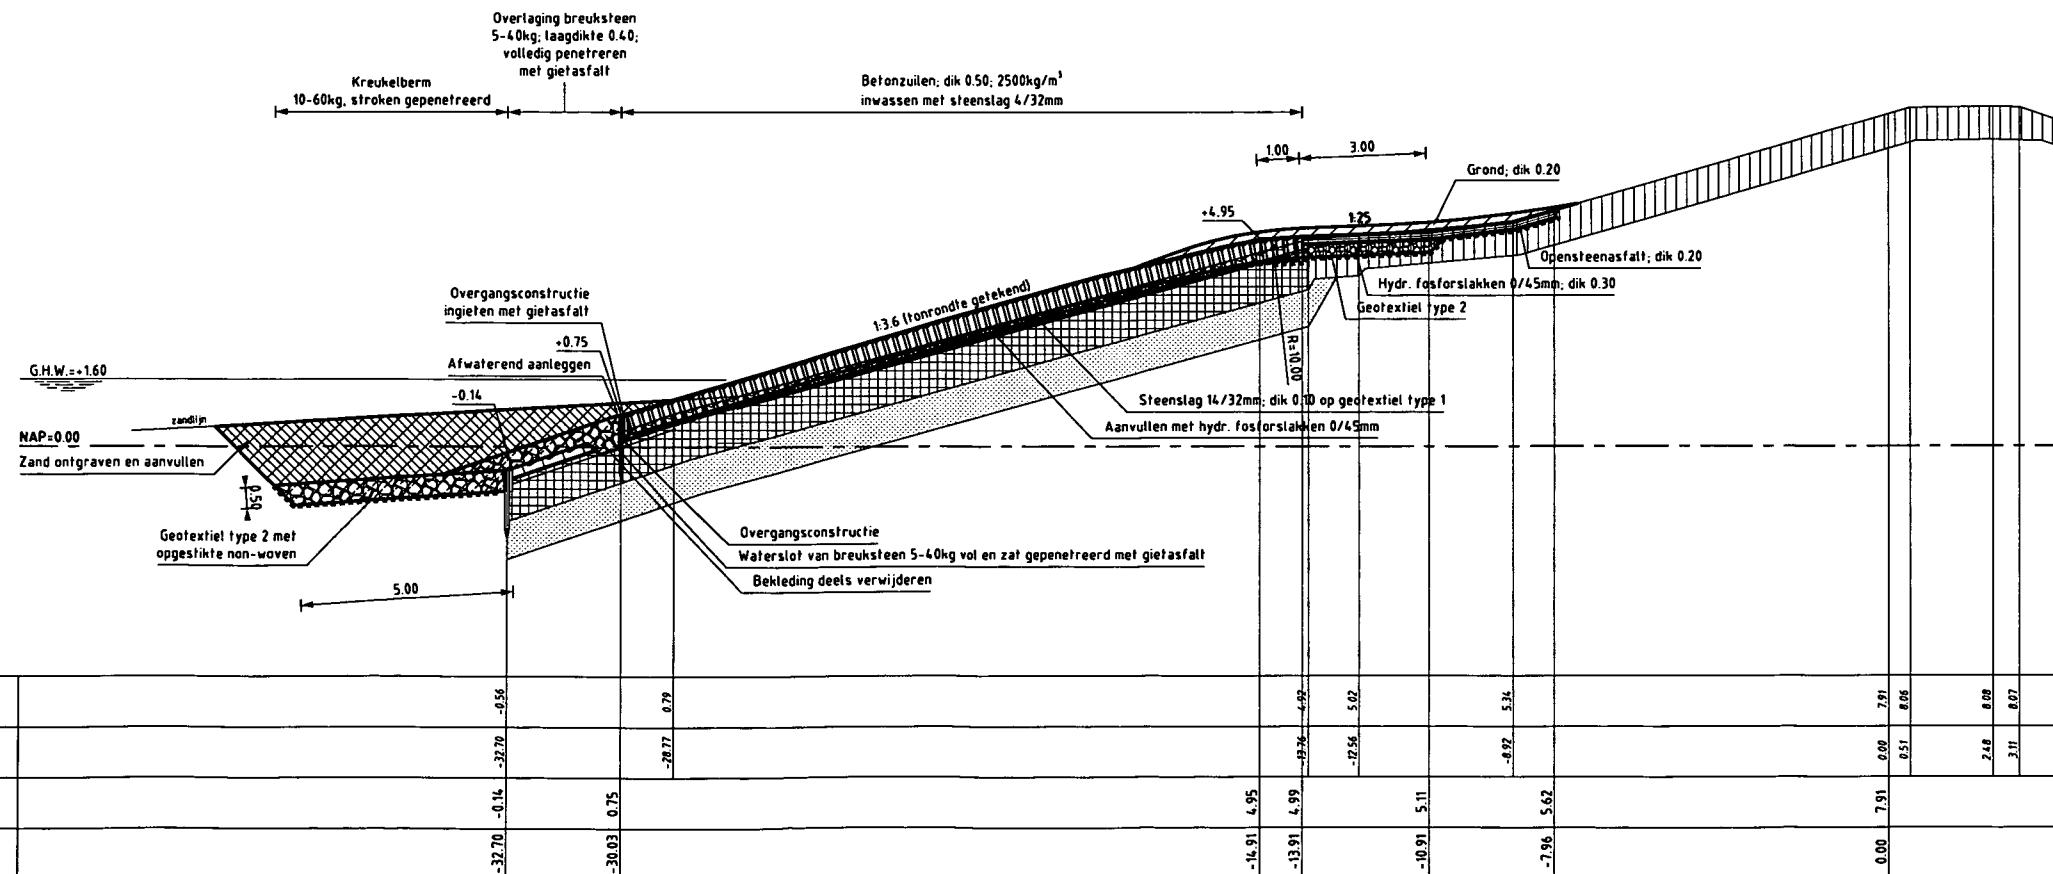 Overlaging breuksteen
5-40kg; laagdikte 0.40;
volledig penetreren
met gietasfalt
Kreukelberm
10-60kg, stroken gepenetreerd
Betonzuilen; dik 0.50; 2500kg/m³
inwassen met steenslag 4/32mm
1.00
3.00
Grond; dik 0.20
+4.95
1:25
Opensteenasfalt; dik 0.20
Hydr. fosforslakken 0/45mm; dik 0.30
Geotextiel type 2
1:3.6 (tonrondte getekend)
R=10.00
Overgangsconstructie
ingieten met gietasfalt
+0.75
Afwaterend aanleggen
-0.14
G.H.W.=+1.60
zandlijn
NAP=0.00
Zand ontgraven en aanvullen
Steenslag 14/32mm; dik 0.10 op geotextiel type 1
Aanvullen met hydr. fosforslakken 0/45mm
0.50
Geotextiel type 2 met
opgestikte non-woven
Overgangsconstructie
Waterslot van breuksteen 5-40kg vol en zat gepenetreerd met gietasfalt
Bekleding deels verwijderen
5.00
-0.56 0.79 4.92 5.02 5.34 7.91 8.06 8.08 8.07
-32.70 -28.77 -13.76 -12.56 -8.92 0.00 0.51 2.48 3.11
-0.14 0.75 4.95 4.99 5.11 5.62 7.91
-32.70 -30.03 -14.91 -13.91 -10.91 -7.96 0.00